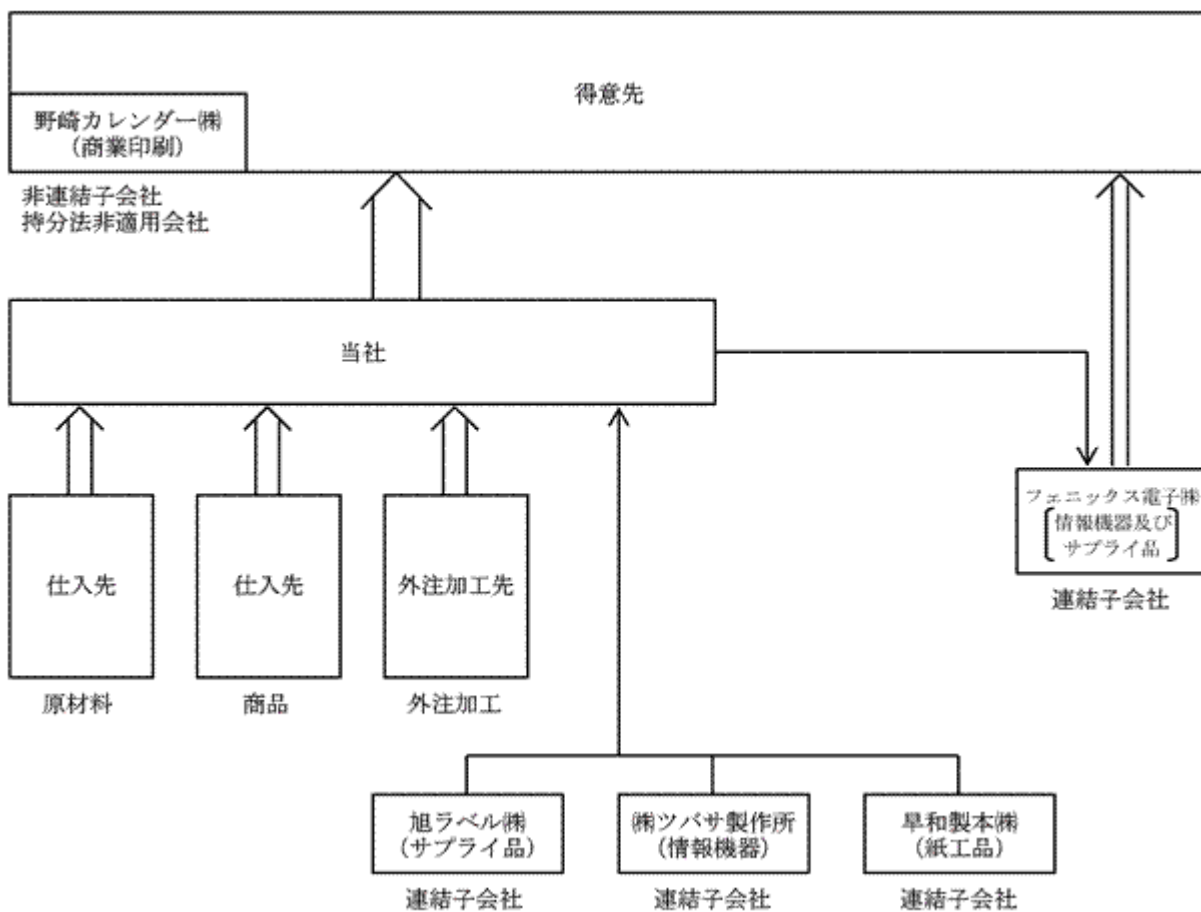 得意先
野崎カレンダー㈱
(商業印刷)
非連結子会社
持分法非適用会社
当社
フェニックス電子㈱
情報機器及び
サプライ品
連結子会社
仕入先
仕入先
外注加工先
原材料
商品
外注加工
旭ラベル㈱
(サプライ品)
㈱ツバサ製作所
(情報機器)
早和製本㈱
(紙工品)
連結子会社
連結子会社
連結子会社